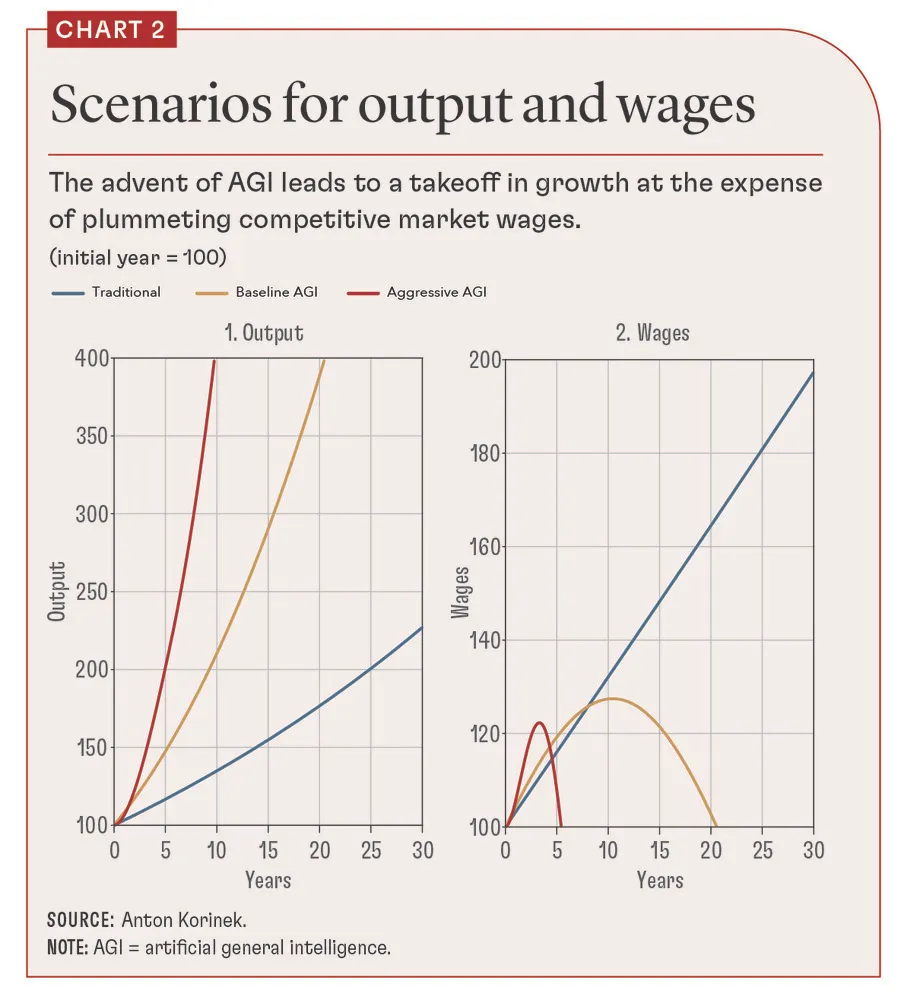 CHART 2
Scenarios for output and wages
The advent of AGI leads to a takeoff in growth at the expense
of plummeting competitive market wages.
(initial year = 100)
Traditional Baseline AGI Aggressive AGI
1. Output
400
350
300
250
200
150
100
Output
0 5 10 15 20 25 30
Years
2. Wages
200
180
160
140
120
100
Wages
0 5 10 15 20 25 30
Years
SOURCE: Anton Korinek.
NOTE: AGI = artificial general intelligence.